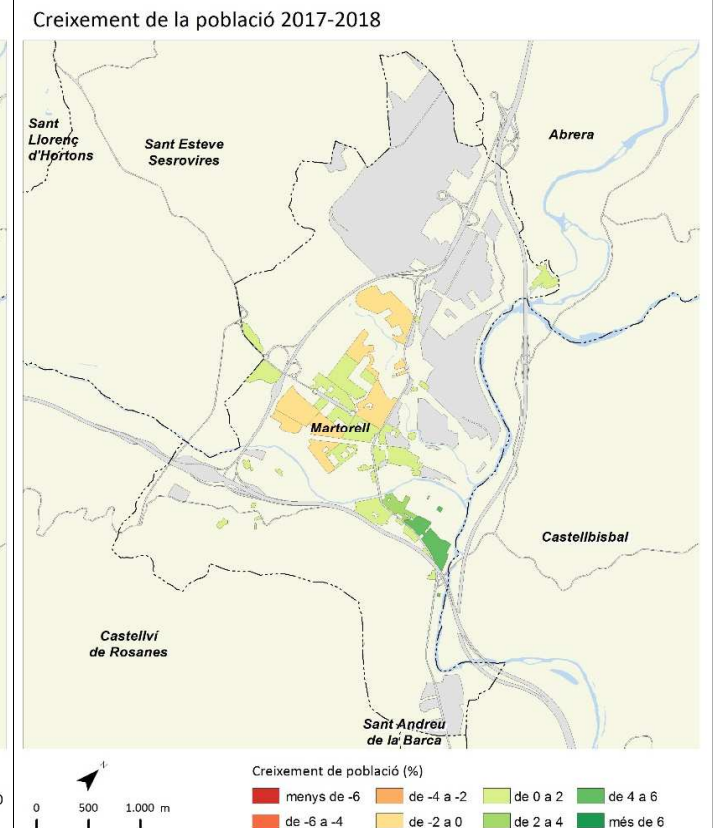 Creixement de la població 2017-2018
Sant
Llorenç
d'Hortons
Sant Esteve
Sesrovires
Abrera
Martorell
Castellbisbal
Castellví
de Rosanes
Sant Andreu
de la Barca
N
0 500 1.000 m
Creixement de població (%)
menys de -6 de -4 a -2 de 0 a 2 de 4 a 6
de -6 a -4 de -2 a 0 de 2 a 4 més de 6